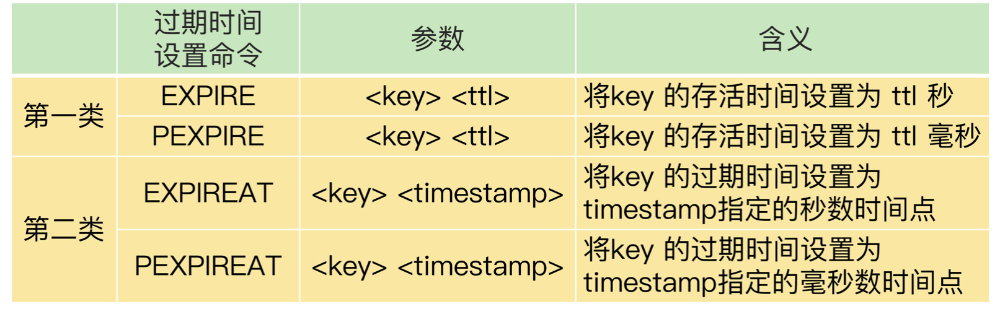 过期时间
设置命令
参数
含义
第一类
EXPIRE
<key> <ttl>
将key 的存活时间设置为 ttl 秒
PEXPIRE
<key> <ttl>
将key 的存活时间设置为 ttl 毫秒
第二类
EXPIREAT
<key> <timestamp>
将key 的过期时间设置为
timestamp指定的秒数时间点
PEXPIREAT
<key> <timestamp>
将key 的过期时间设置为
timestamp指定的毫秒数时间点